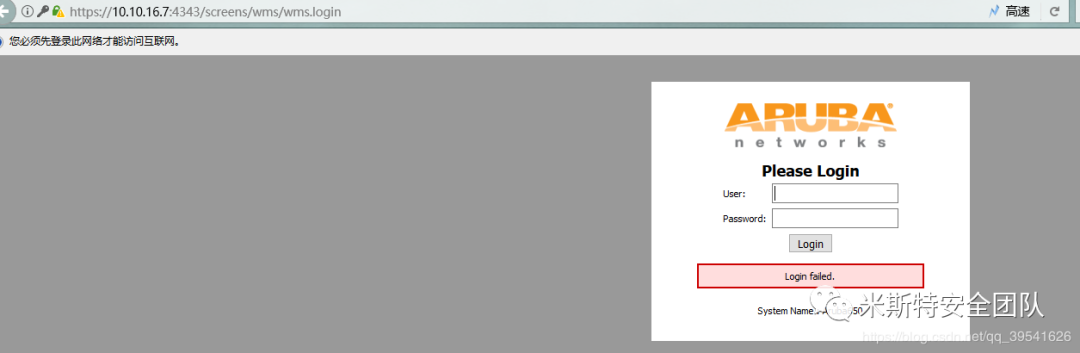 https://10.10.16.7:4343/screens/wms/wms.login
高速
您必须先登录此网络才能访问互联网。
ARUBA
networks
Please Login
User:
Password:
Login
Login failed.
System Name:
米斯特安全团队
https://blog.csdn.net/qq_39541626